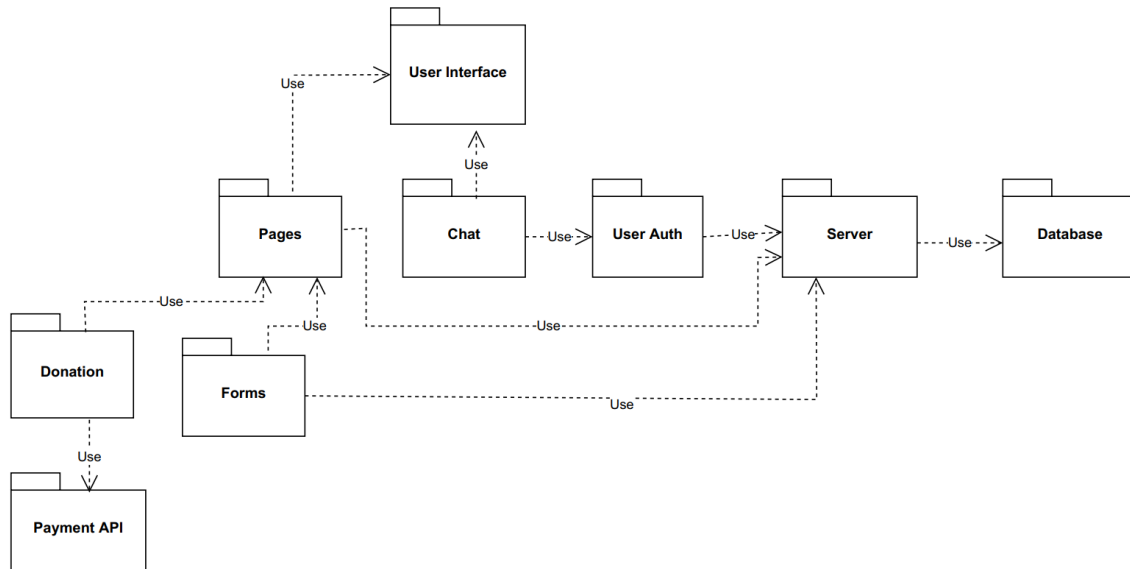 User Interface
Use
Use
Pages
Chat
Use
User Auth
Use
Server
Use
Database
Use
Use
Use
Donation
Forms
Use
Use
Payment API